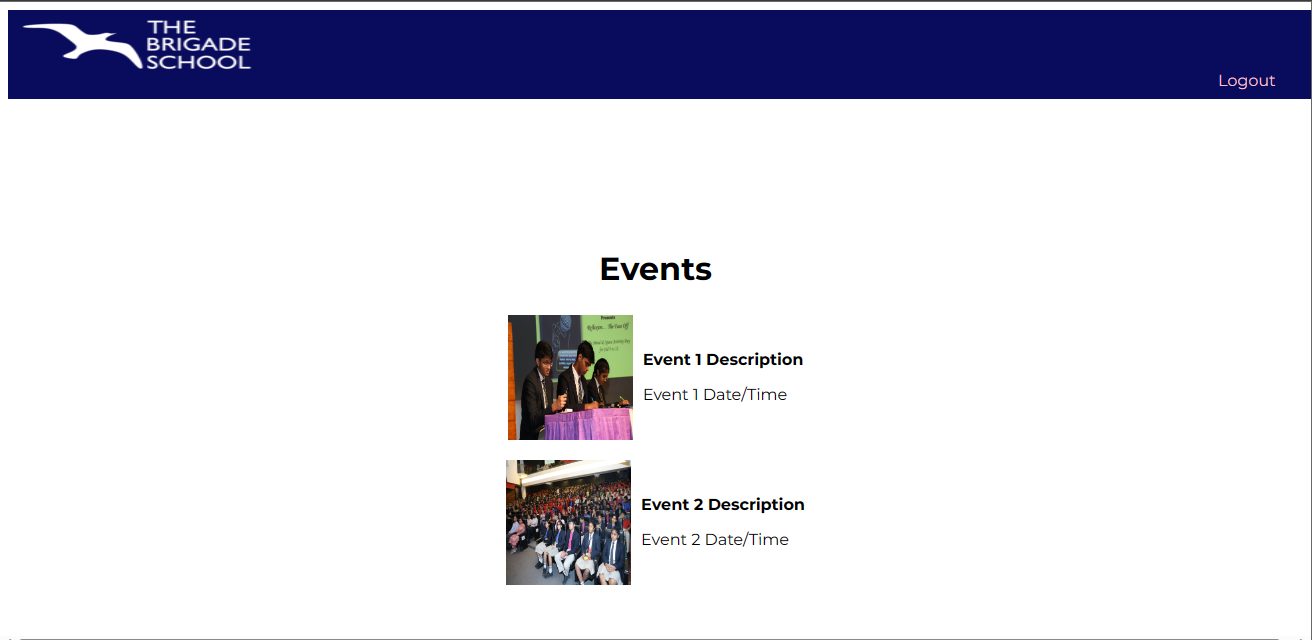 THE
BRIGADE
SCHOOL
Logout
Events
Event 1 Description
Event 1 Date/Time
Event 2 Description
Event 2 Date/Time